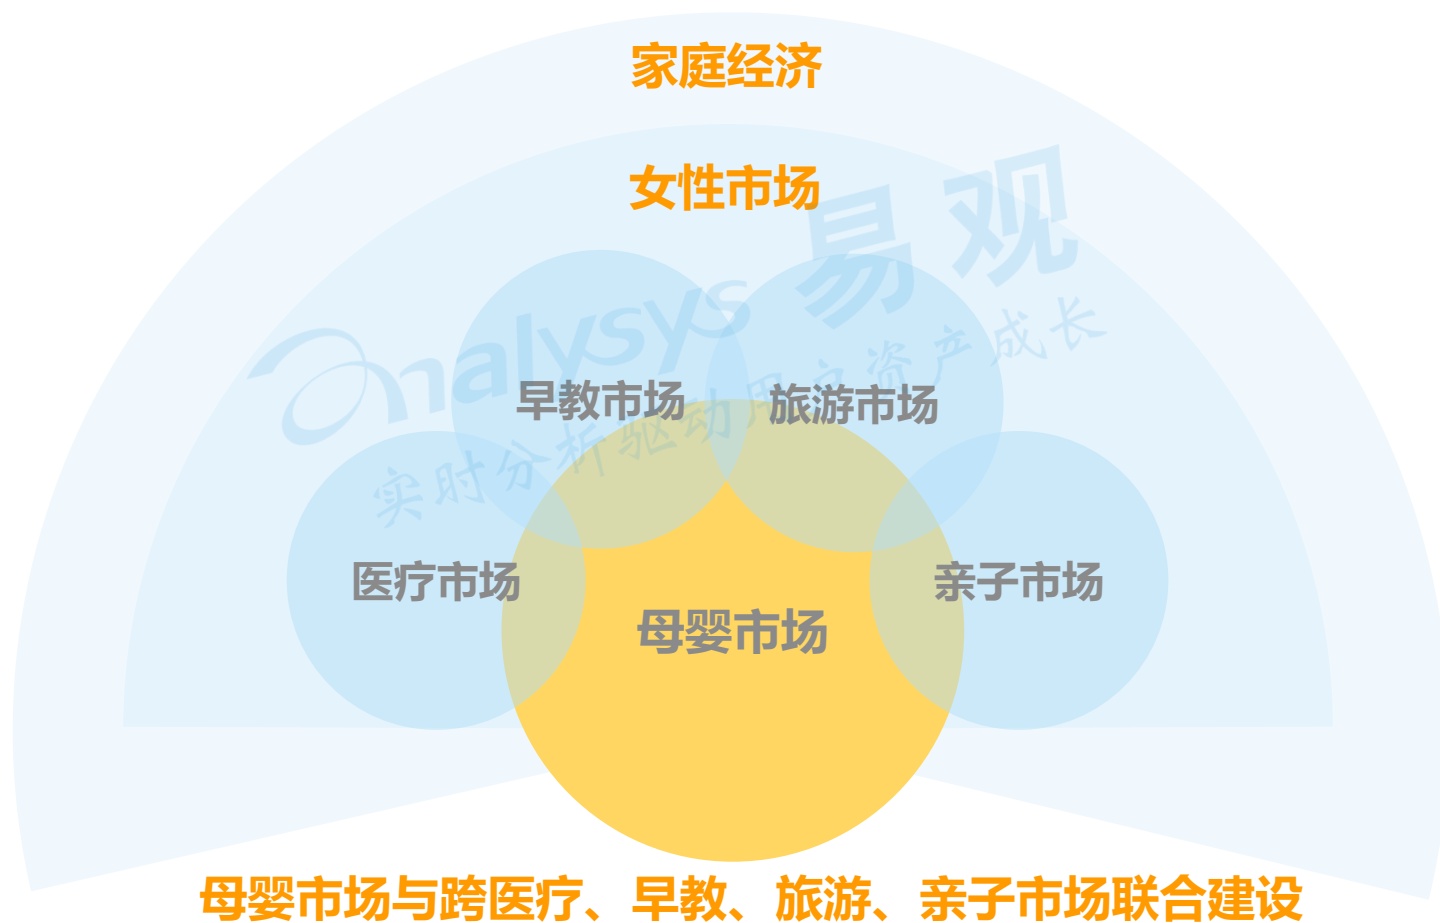 家庭经济
女性市场
analysys 易观
实时分析驱动用户资产成长
早教市场
旅游市场
医疗市场
亲子市场
母婴市场
母婴市场与跨医疗、早教、旅游、亲子市场联合建设